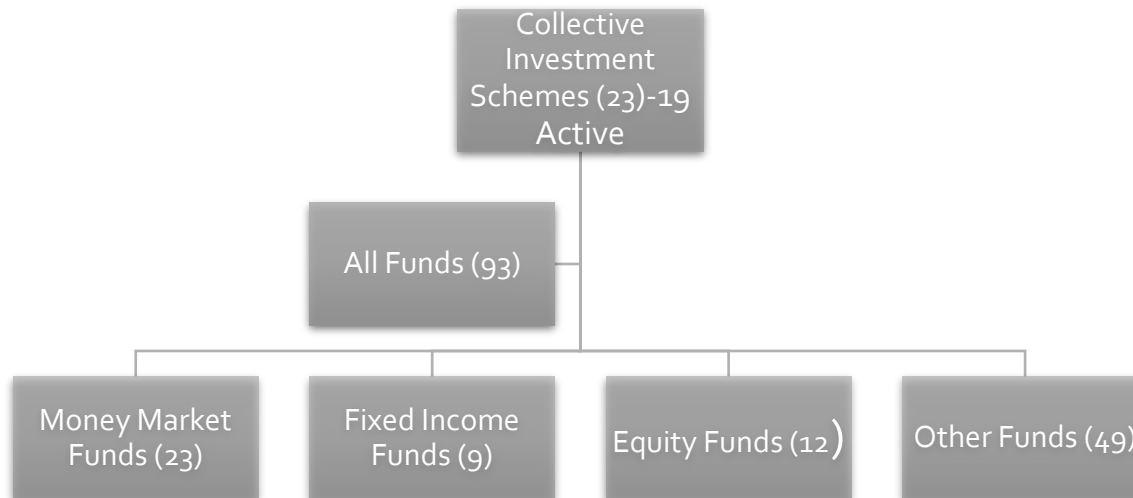 Collective
Investment
Schemes (23)-19
Active
All Funds (93)
Money Market
Funds (23)
Fixed Income
Funds (9)
Equity Funds (12)
Other Funds (49)